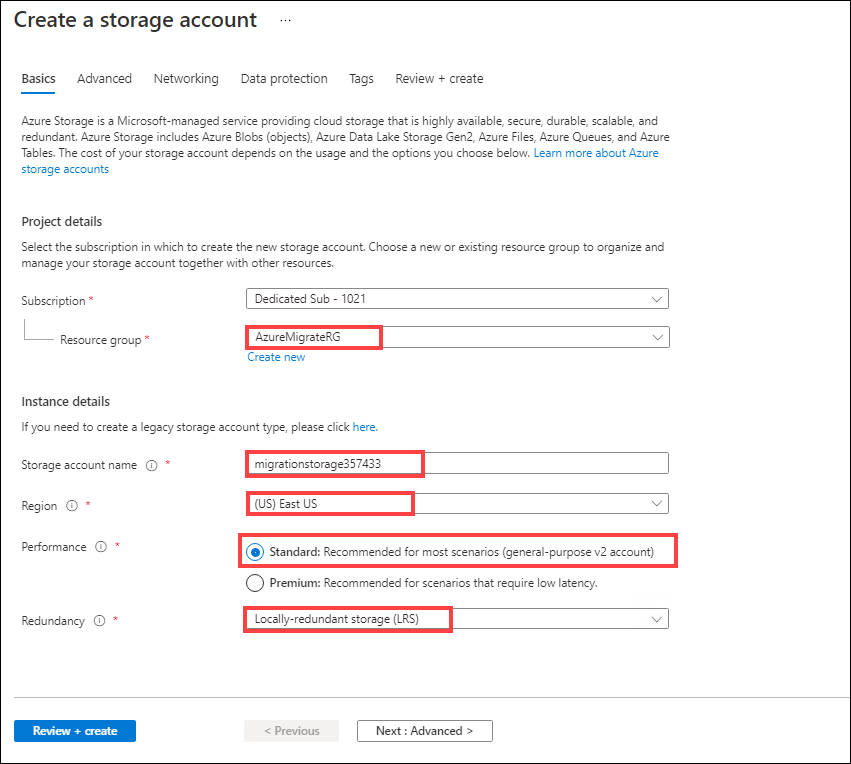 Create a storage account ...
Basics Advanced Networking Data protection Tags Review + create
Azure Storage is a Microsoft-managed service providing cloud storage that is highly available, secure, durable, scalable, and
redundant. Azure Storage includes Azure Blobs (objects), Azure Data Lake Storage Gen2, Azure Files, Azure Queues, and Azure
Tables. The cost of your storage account depends on the usage and the options you choose below. Learn more about Azure
storage accounts
Project details
Select the subscription in which to create the new storage account. Choose a new or existing resource group to organize and
manage your storage account together with other resources.
Subscription * Dedicated Sub - 1021
Resource group * AzureMigrateRG
Create new
Instance details
If you need to create a legacy storage account type, please click here.
Storage account name * migrationstorage357433
Region * (US) East US
Performance * Standard: Recommended for most scenarios (general-purpose v2 account)
Premium: Recommended for scenarios that require low latency.
Redundancy * Locally-redundant storage (LRS)
Review + create < Previous Next : Advanced >